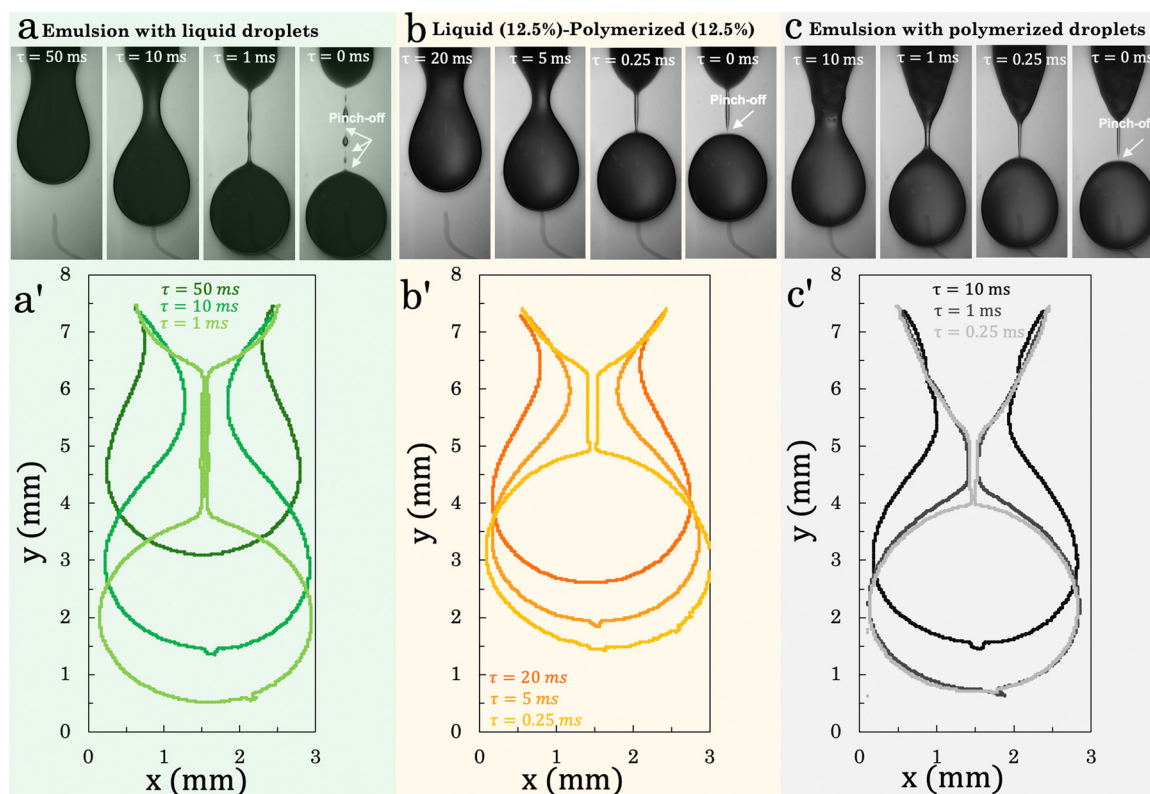 a Emulsion with liquid droplets
τ = 50 ms τ = 10 ms τ = 1 ms τ = 0 ms
Pinch-off
b Liquid (12.5%)-Polymerized (12.5%)
τ = 20 ms τ = 5 ms τ = 0.25 ms τ = 0 ms
Pinch-off
c Emulsion with polymerized droplets
τ = 10 ms τ = 1 ms τ = 0.25 ms τ = 0 ms
Pinch-off
a'
τ = 50 ms
τ = 10 ms
τ = 1 ms
8
7
6
5
4
3
2
1
0
y (mm)
0 1 2 3
x (mm)
b'
8
7
6
5
4
3
2
1
0
y (mm)
τ = 20 ms
τ = 5 ms
τ = 0.25 ms
0 1 2 3
x (mm)
c'
τ = 10 ms
τ = 1 ms
τ = 0.25 ms
8
7
6
5
4
3
2
1
0
y (mm)
0 1 2 3
x (mm)